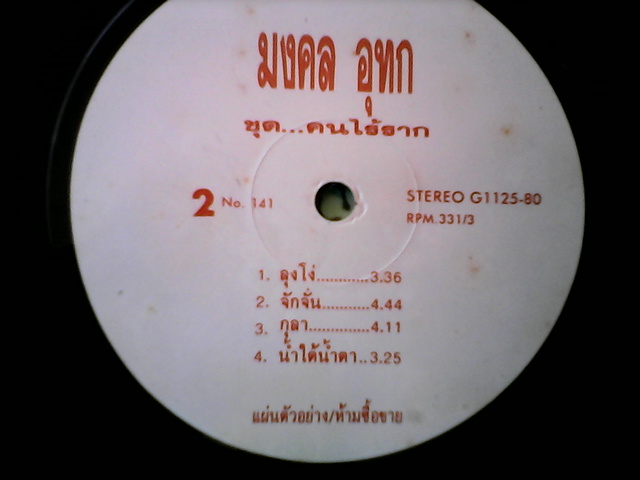 มงคล อุทก
ชุด...คนไร้ราก
2 No. 141
STEREO G1125-80
RPM. 331/3
1. ลุงโง่............3.36
2. จักจั่น...........4.44
3. กุลา..............4.11
4. น้ำใต้น้ำตา..3.25
แผ่นตัวอย่าง/ห้ามซื้อขาย